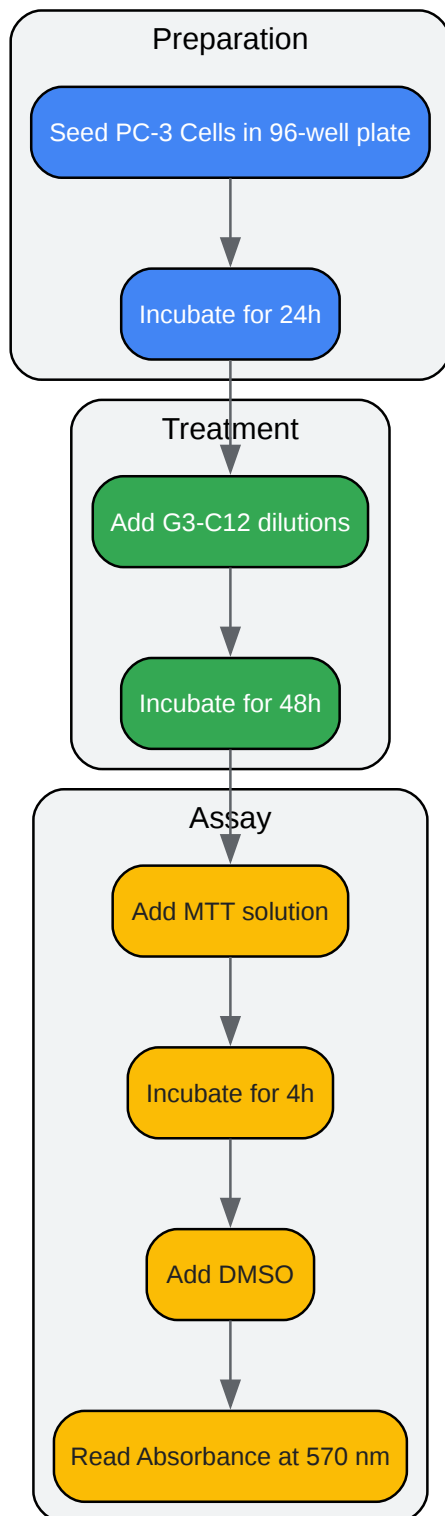 Preparation
Seed PC-3 Cells in 96-well plate
Incubate for 24h
Treatment
Add G3-C12 dilutions
Incubate for 48h
Assay
Add MTT solution
Incubate for 4h
Add DMSO
Read Absorbance at 570 nm